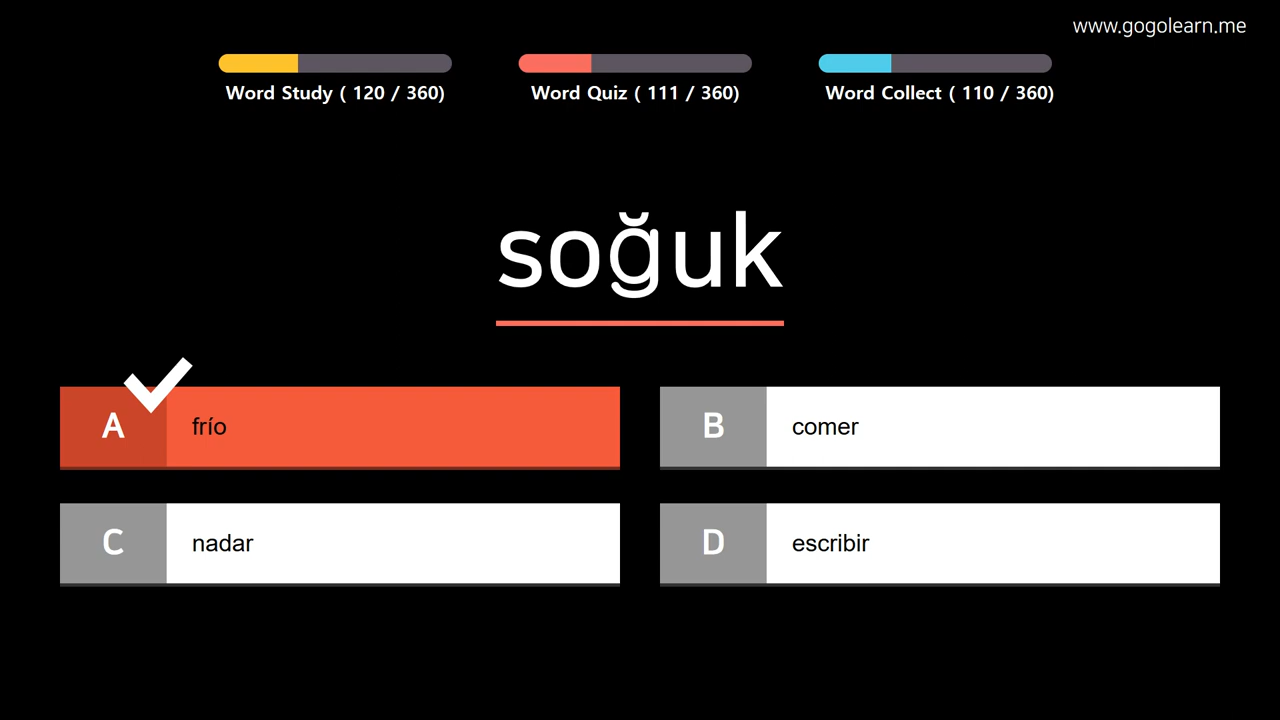 www.gogolearn.me
Word Study ( 120 / 360)
Word Quiz ( 111 / 360)
Word Collect ( 110 / 360)
soğuk
A
frío
B
comer
C
nadar
D
escribir